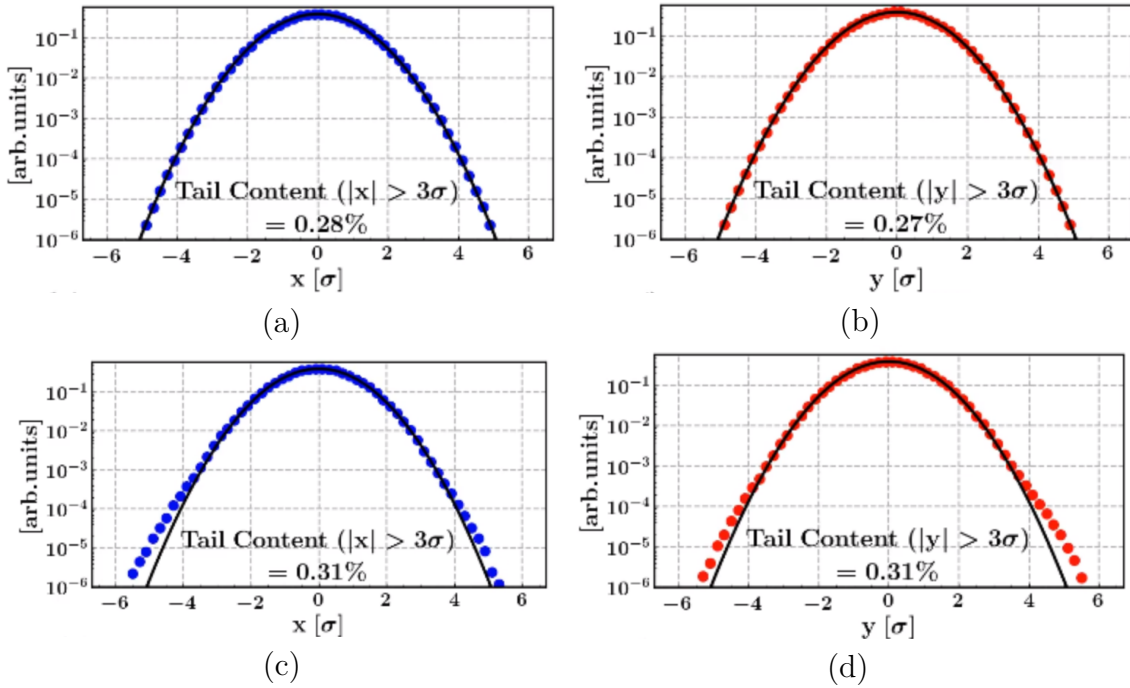 [arb.units]
10⁻¹
10⁻²
10⁻³
10⁻⁴
10⁻⁵
10⁻⁶
Tail Content (|x| > 3σ)
= 0.28%
−6 −4 −2 0 2 4 6
x [σ]
(a)
[arb.units]
10⁻¹
10⁻²
10⁻³
10⁻⁴
10⁻⁵
10⁻⁶
Tail Content (|y| > 3σ)
= 0.27%
−6 −4 −2 0 2 4 6
y [σ]
(b)
[arb.units]
10⁻¹
10⁻²
10⁻³
10⁻⁴
10⁻⁵
10⁻⁶
Tail Content (|x| > 3σ)
= 0.31%
−6 −4 −2 0 2 4 6
x [σ]
(c)
[arb.units]
10⁻¹
10⁻²
10⁻³
10⁻⁴
10⁻⁵
10⁻⁶
Tail Content (|y| > 3σ)
= 0.31%
−6 −4 −2 0 2 4 6
y [σ]
(d)